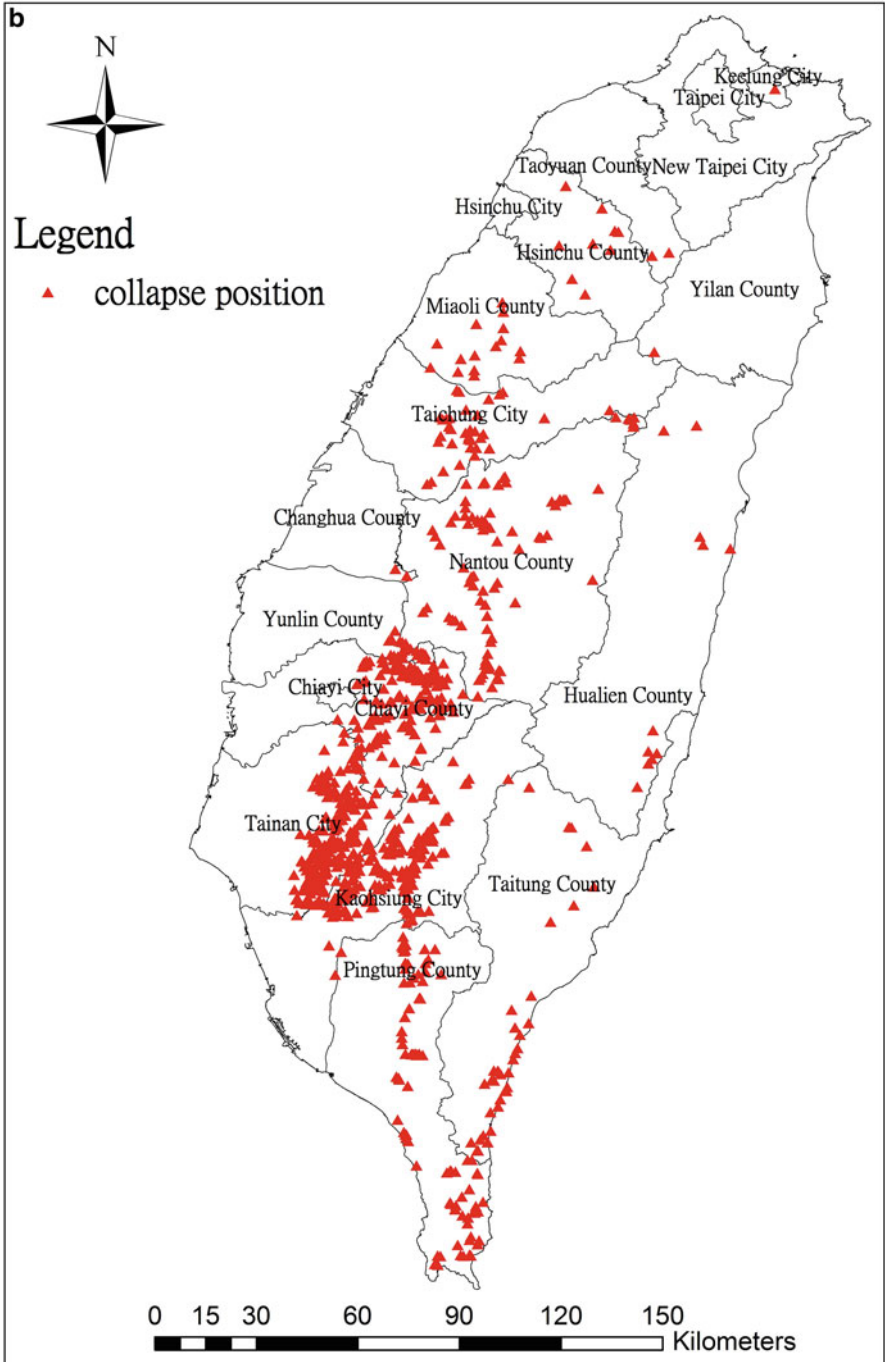 b
N
Keelung City
Taipei City
Taoyuan County
New Taipei City
Hsinchu City
Legend
Hsinchu County
collapse position
Yilan County
Miaoli County
Taichung City
Changhua County
Nantou County
Yunlin County
Chiayi City
Hualien County
Chiayi County
Tainan City
Taitung County
Kaohsiung City
Pingtung County
0 15 30 60 90 120 150
Kilometers